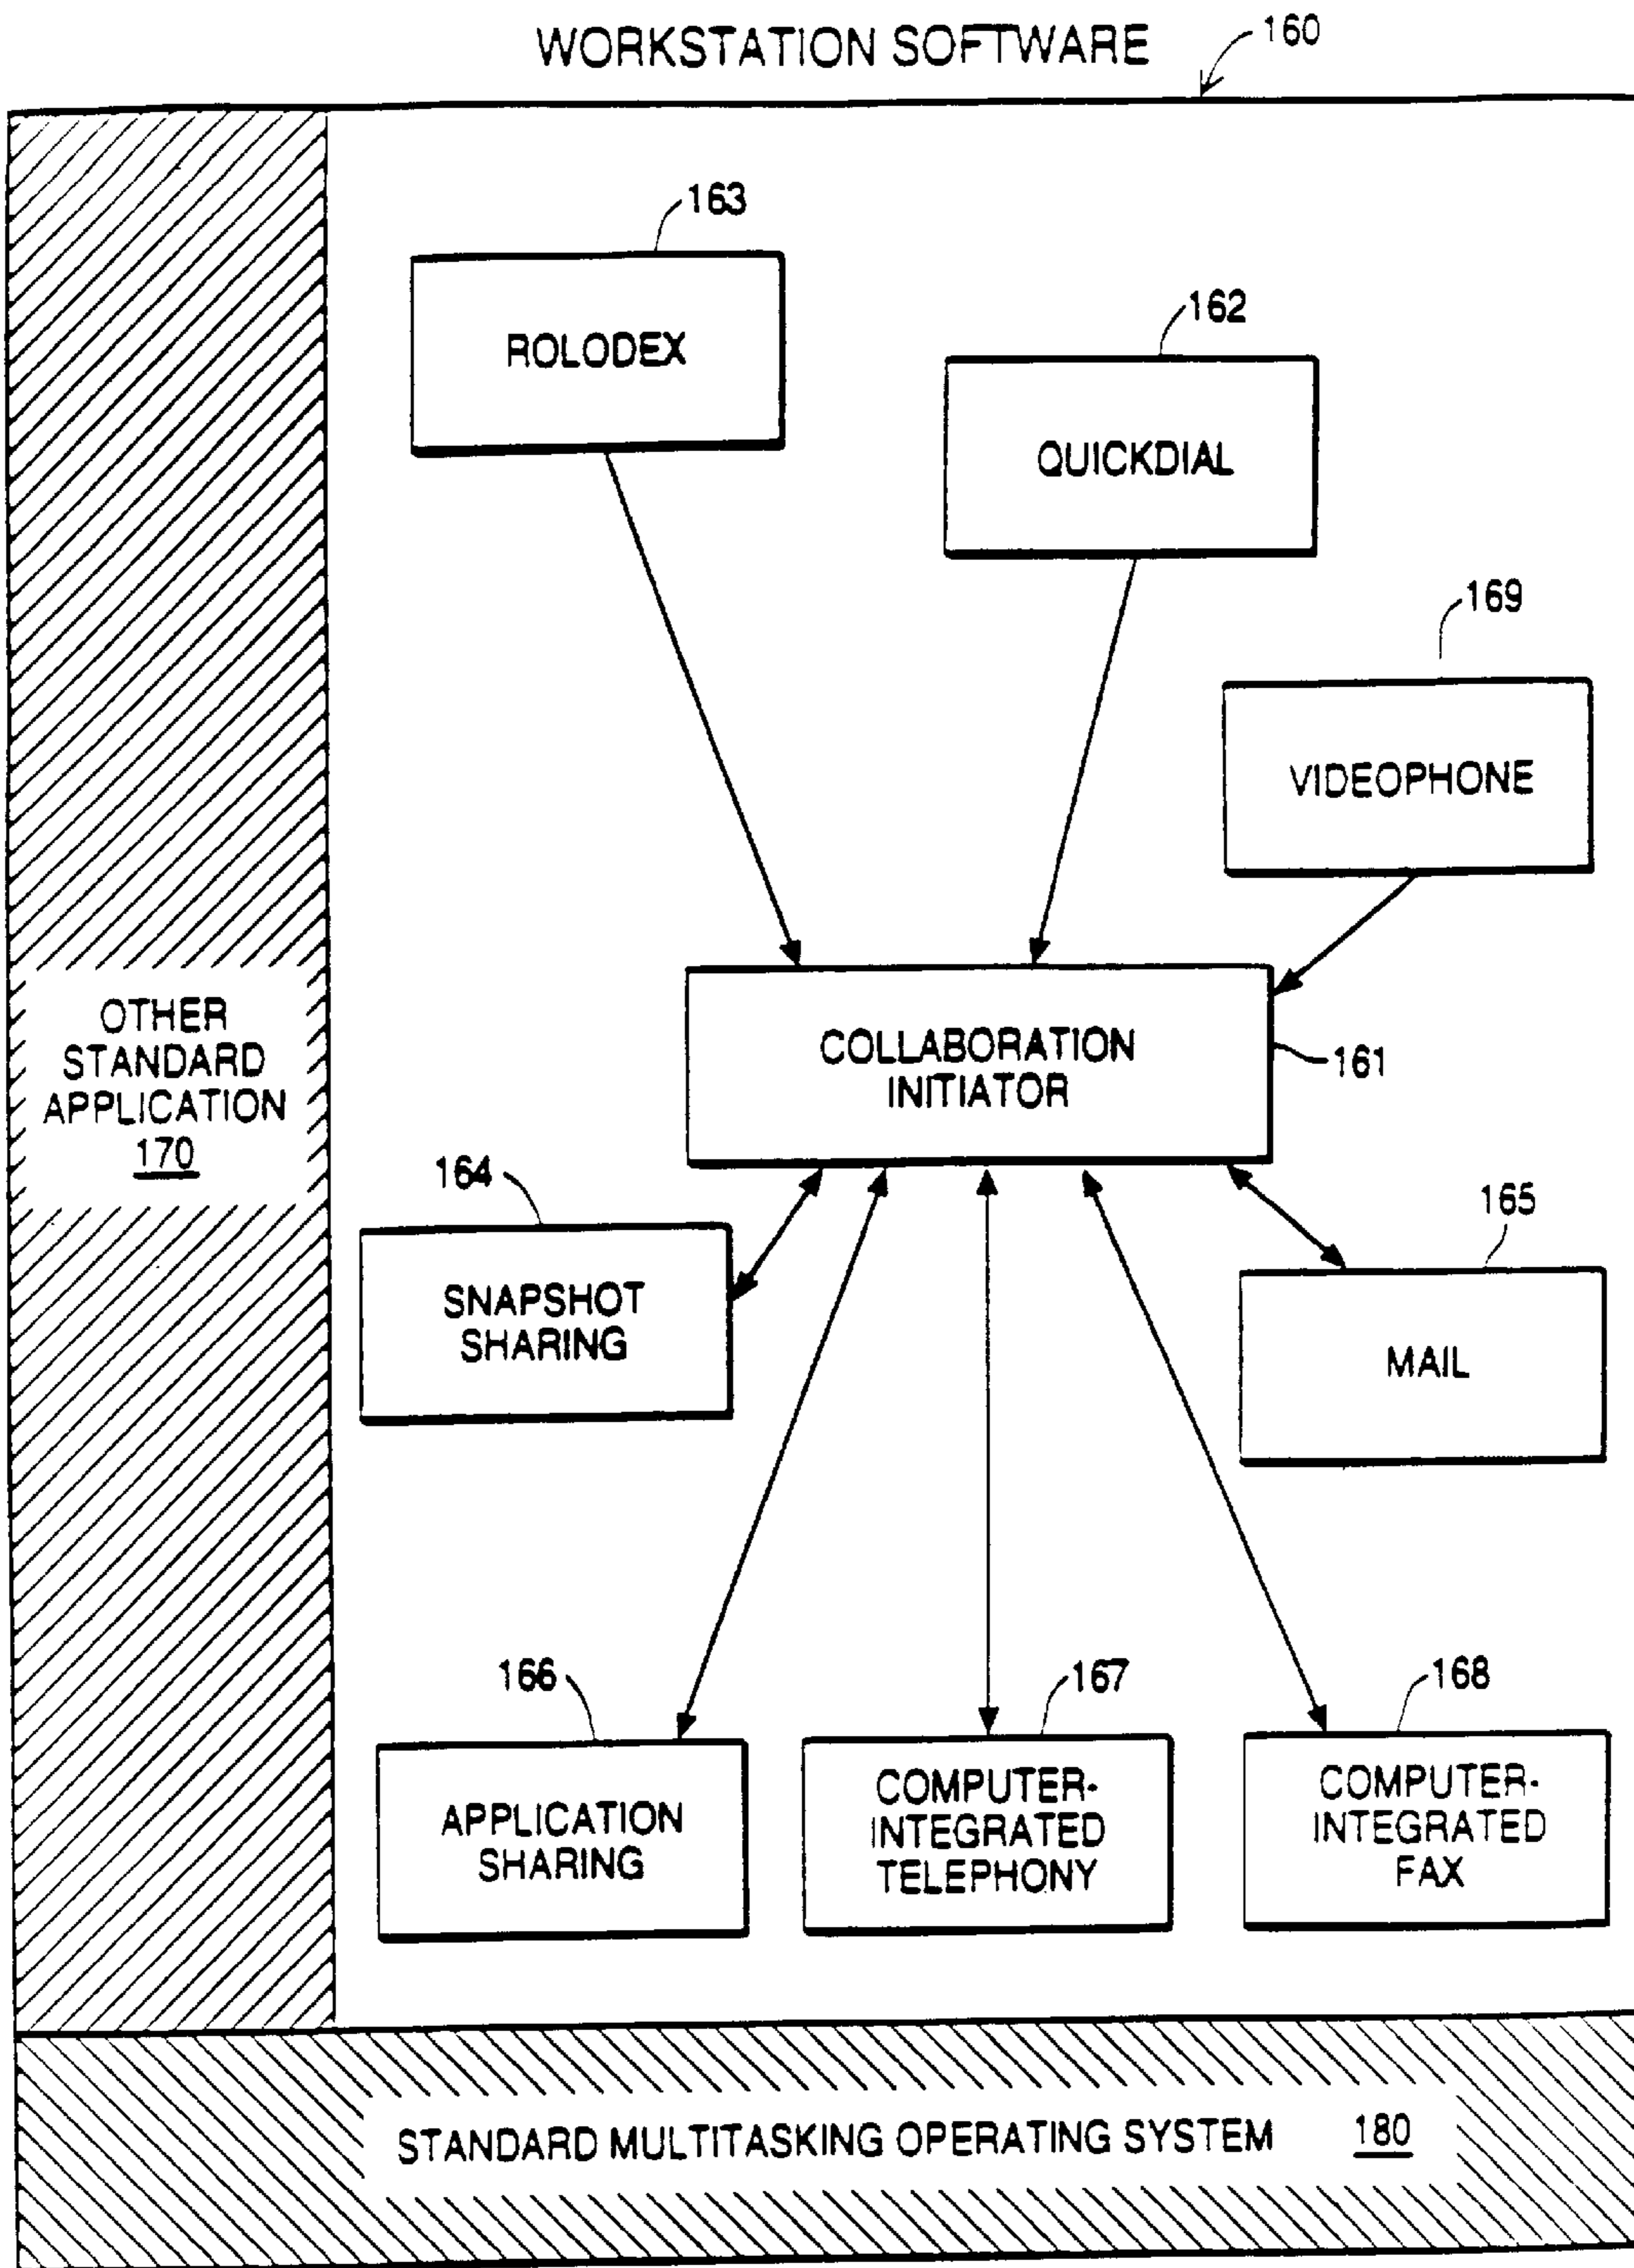 WORKSTATION SOFTWARE
160
163
ROLODEX
162
QUICKDIAL
169
VIDEOPHONE
COLLABORATION
INITIATOR
161
OTHER
STANDARD
APPLICATION
170
164
SNAPSHOT
SHARING
165
MAIL
166
APPLICATION
SHARING
167
COMPUTER-
INTEGRATED
TELEPHONY
168
COMPUTER-
INTEGRATED
FAX
STANDARD MULTITASKING OPERATING SYSTEM 180